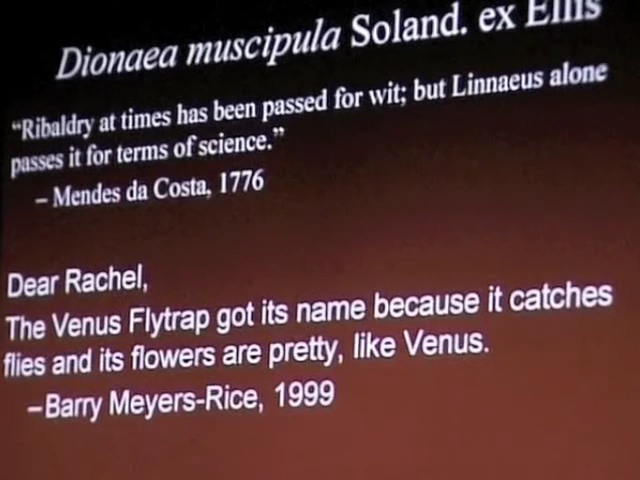 Dionaea muscipula Soland. ex Ellis
“Ribaldry at times has been passed for wit; but Linnaeus alone
passes it for terms of science.”
– Mendes da Costa, 1776
Dear Rachel,
The Venus Flytrap got its name because it catches
flies and its flowers are pretty, like Venus.
–Barry Meyers-Rice, 1999